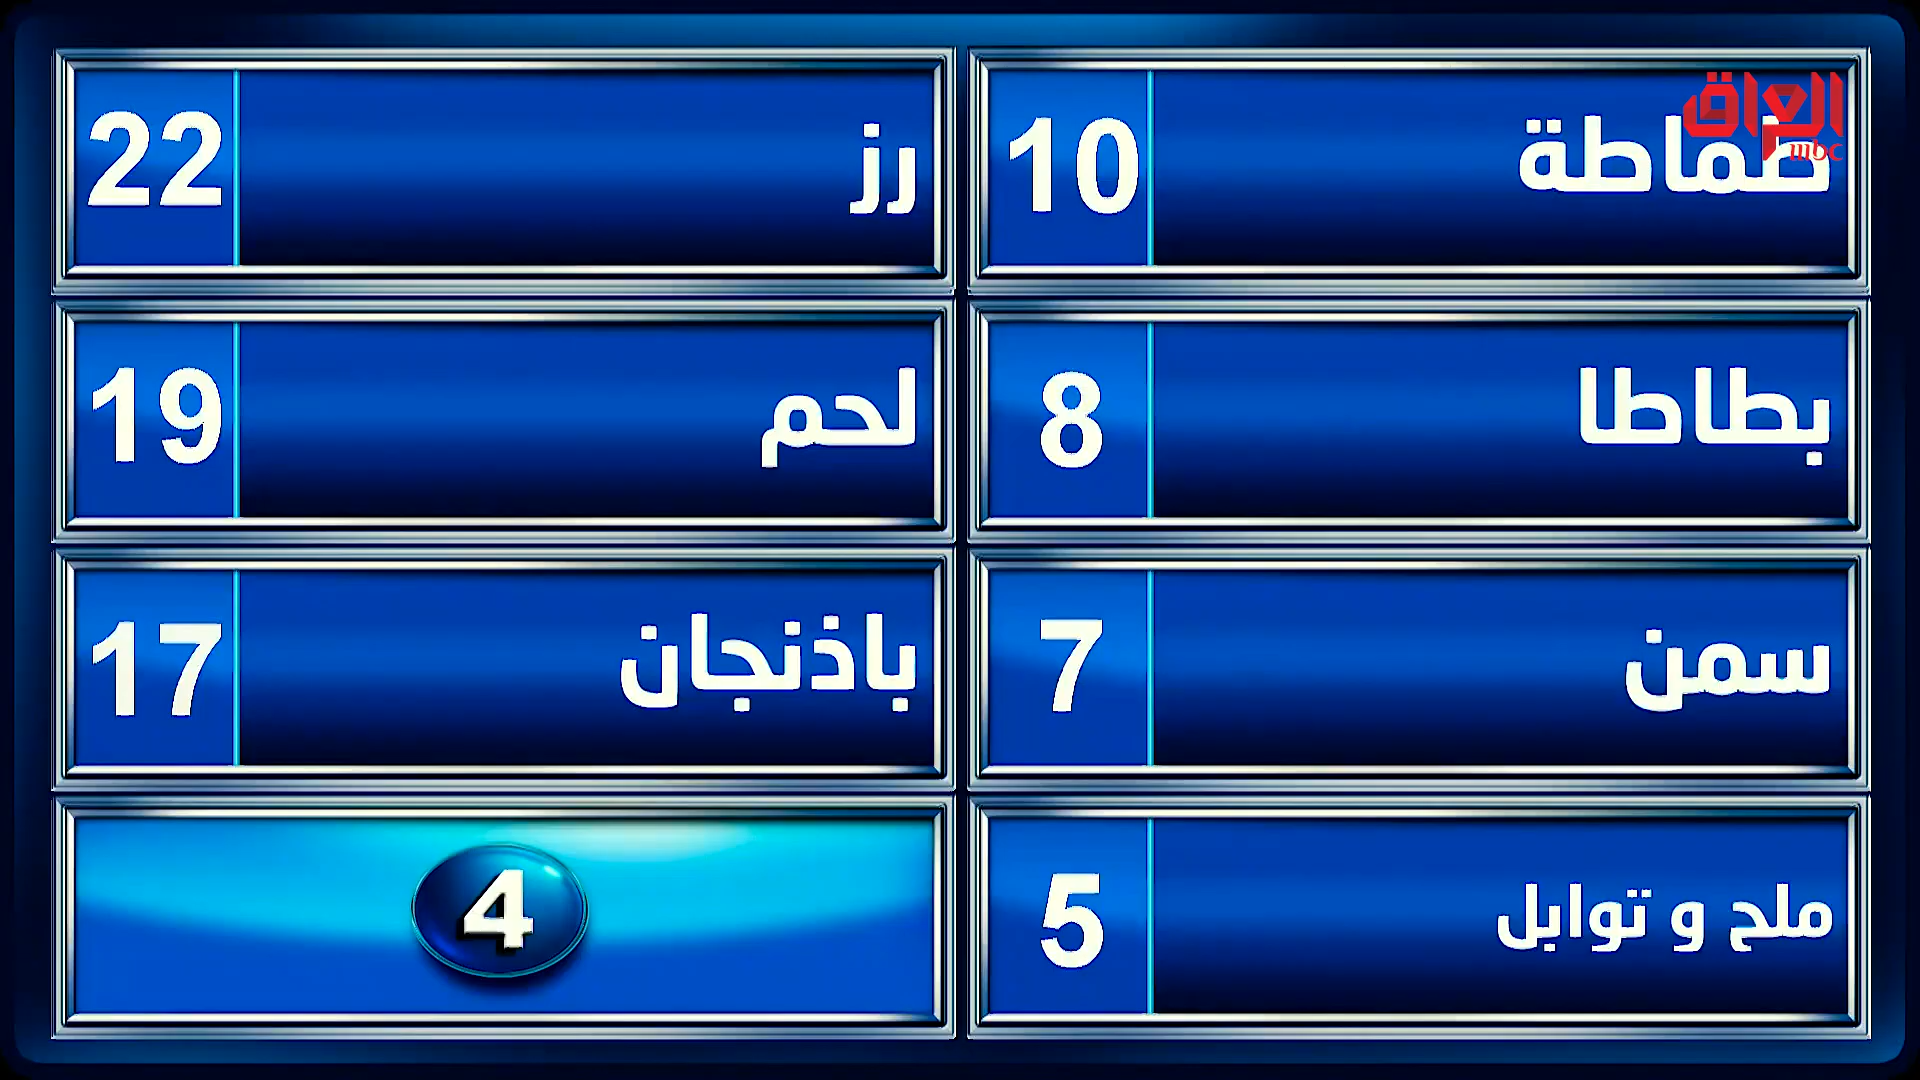 رز 22
لحم 19
باذنجان 17
4
العراق
mbc
طماطة 10
بطاطا 8
سمن 7
ملح و توابل 5